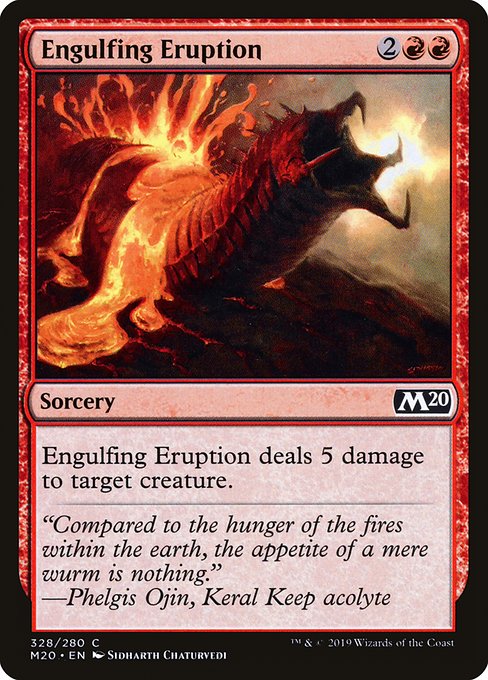 Engulfing Eruption 2
Sorcery M20
Engulfing Eruption deals 5 damage
to target creature.
“Compared to the hunger of the fires
within the earth, the appetite of a mere
wurm is nothing.”
—Phelgis Ojin, Keral Keep acolyte
328/280 C ™ & © 2019 Wizards of the Coast
M20 • EN Sidharth Chaturvedi